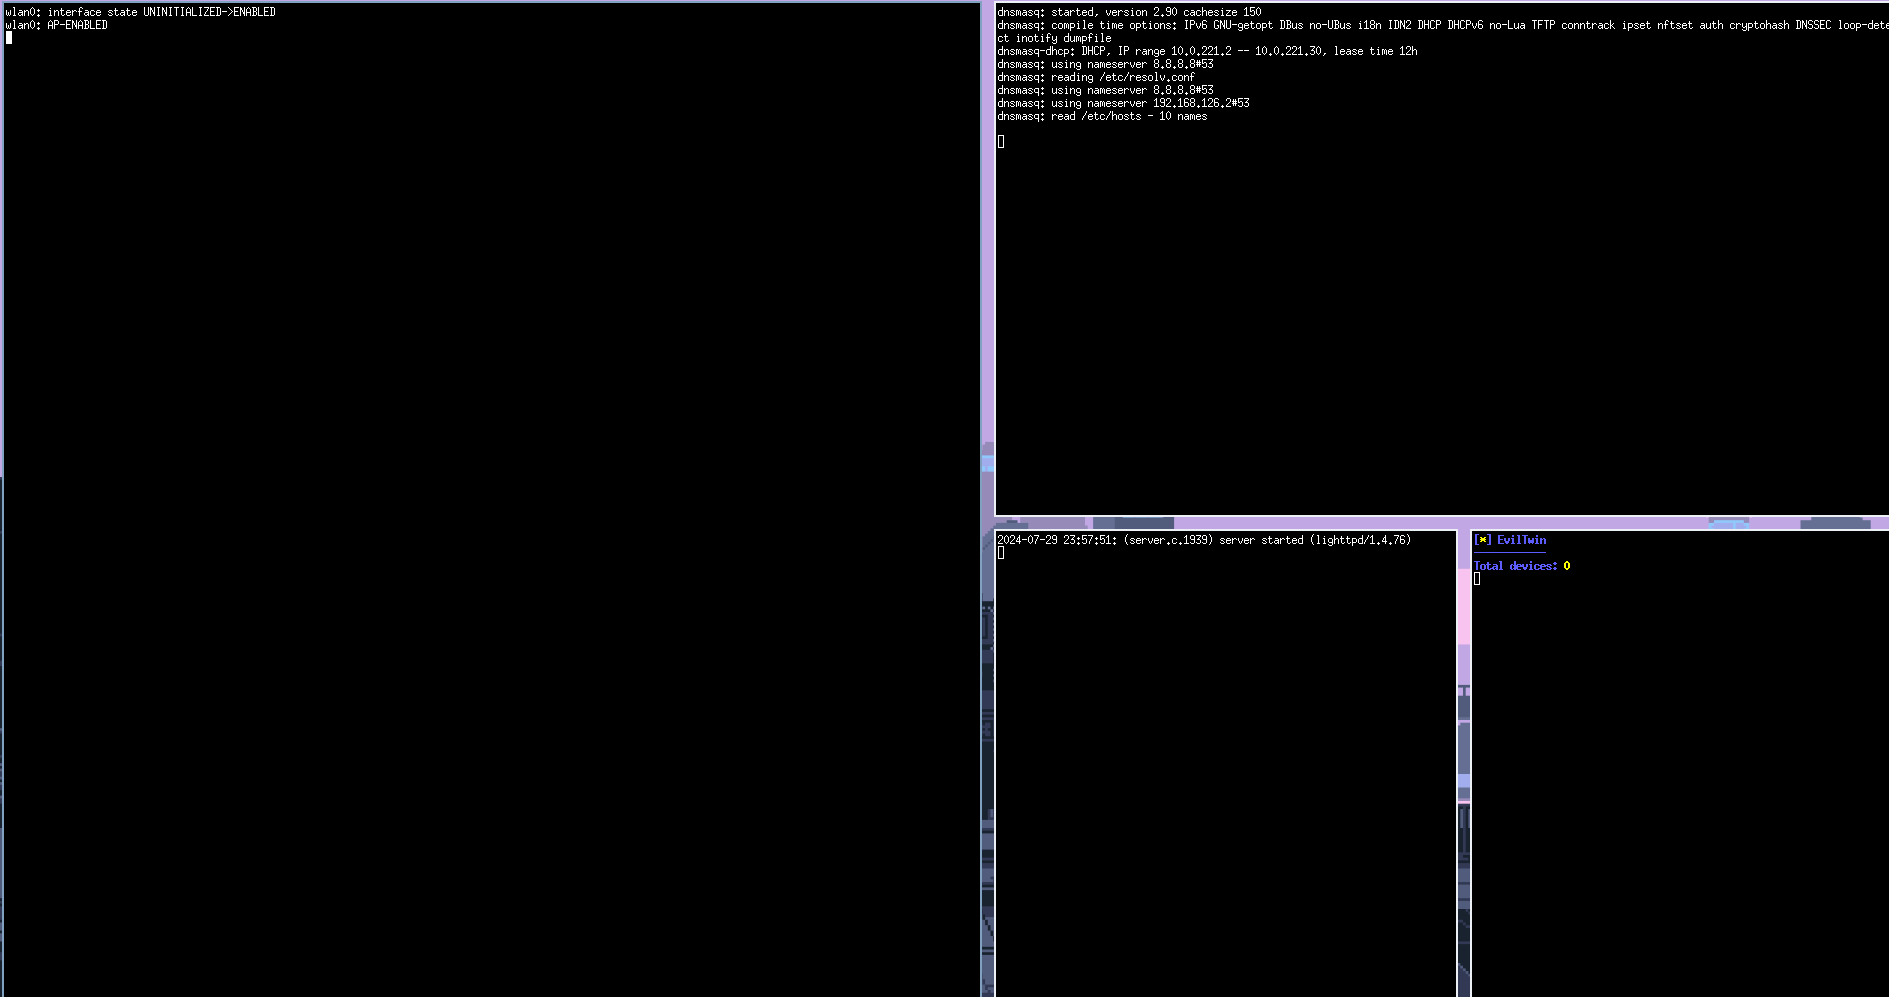 wlan0: interface state UNINITIALIZED->ENABLED
wlan0: AP-ENABLED
dnsmasq: started, version 2.90 cachesize 150
dnsmasq: compile time options: IPv6 GNU-getopt DBus no-UBus i18n IDN2 DHCP DHCPv6 no-Lua TFTP conntrack ipset nftset auth cryptohash DNSSEC loop-dete
ct inotify dumpfile
dnsmasq-dhcp: DHCP, IP range 10.0.221.2 -- 10.0.221.30, lease time 12h
dnsmasq: using nameserver 8.8.8.8#53
dnsmasq: reading /etc/resolv.conf
dnsmasq: using nameserver 8.8.8.8#53
dnsmasq: using nameserver 192.168.126.2#53
dnsmasq: read /etc/hosts - 10 names
2024-07-29 23:57:51: (server.c.1939) server started (lighttpd/1.4.76)
[*] EvilTwin
Total devices: 0